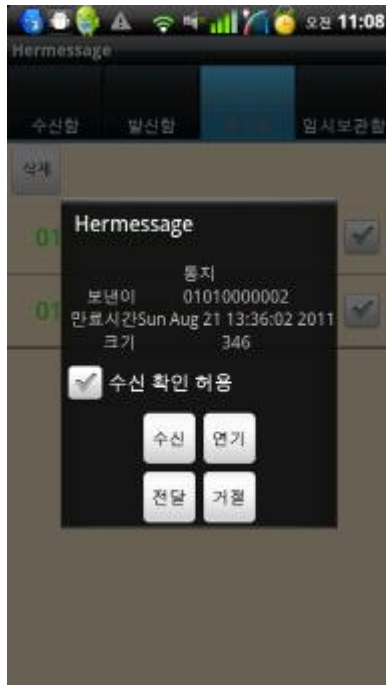 오전 11:08
Hermessage
수신함 발신함 임시보관함
삭제
01
01
Hermessage
통지
보낸이 01010000002
만료시간Sun Aug 21 13:36:02 2011
크기 346
수신 확인 허용
수신 연기
전달 거절